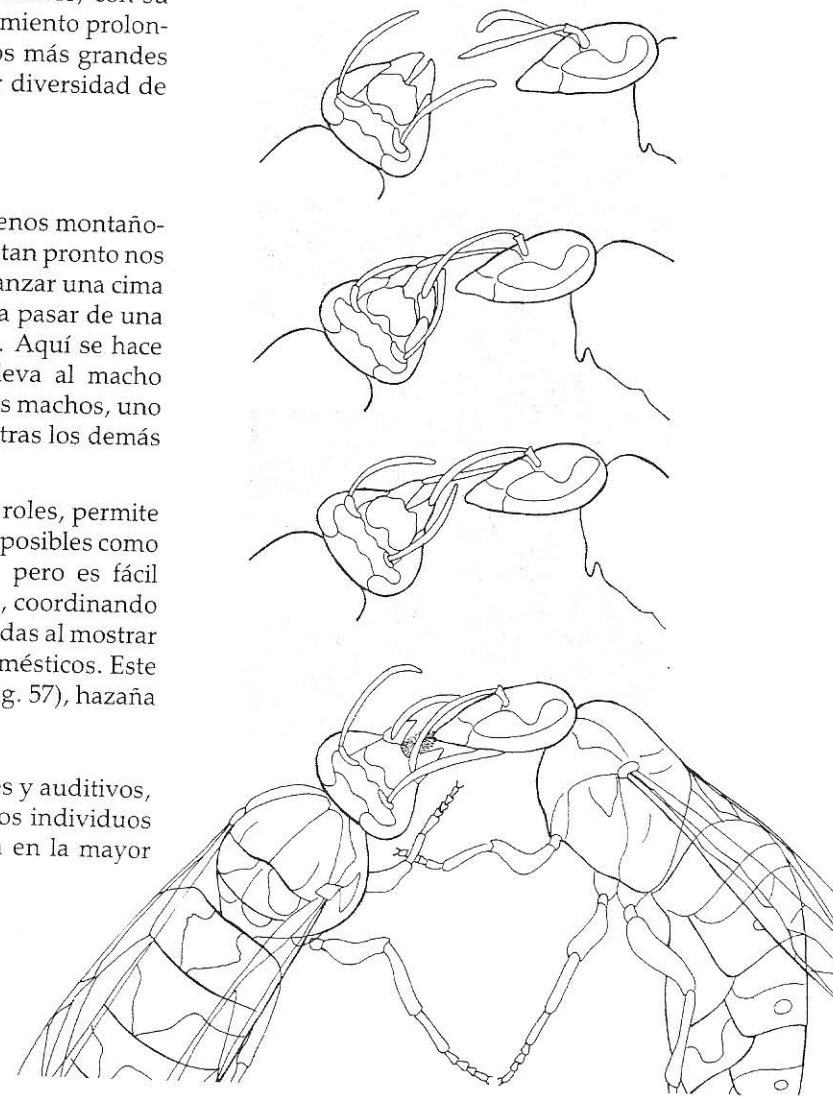 miento prolon-
os más grandes
diversidad de
enos montaño-
tan pronto nos
anzar una cima
a pasar de una
. Aquí se hace
leva al macho
s machos, uno
tras los demás
roles, permite
posibles como
pero es fácil
, coordinando
das al mostrar
mésticos. Este
g. 57), hazaña
es y auditivos,
os individuos
en la mayor